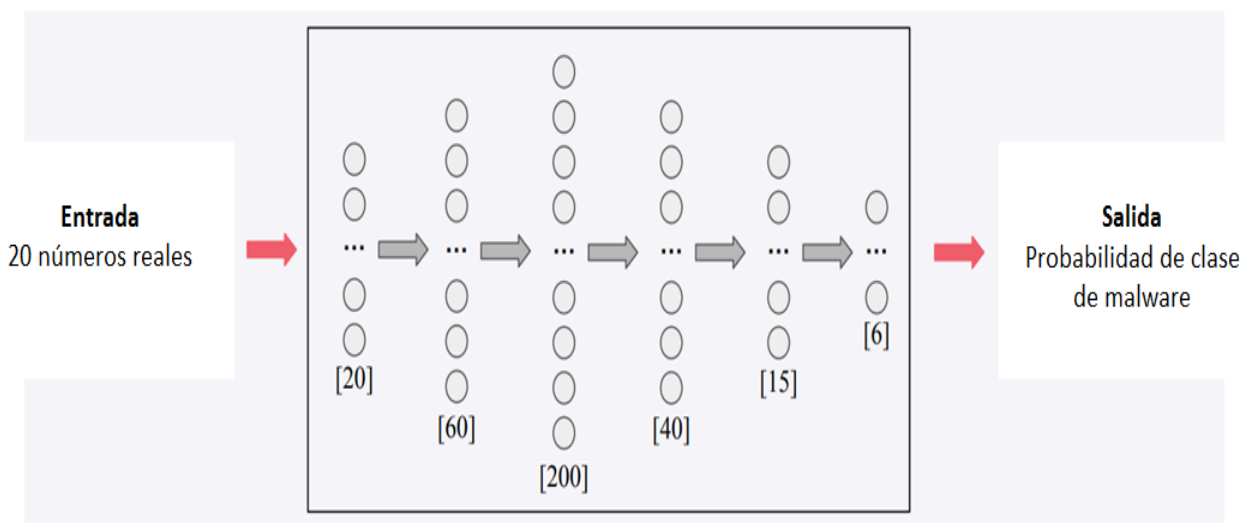 Entrada
20 números reales
... ... ... ... ... ...
[20]
[60]
[200]
[40]
[15]
[6]
Salida
Probabilidad de clase
de malware